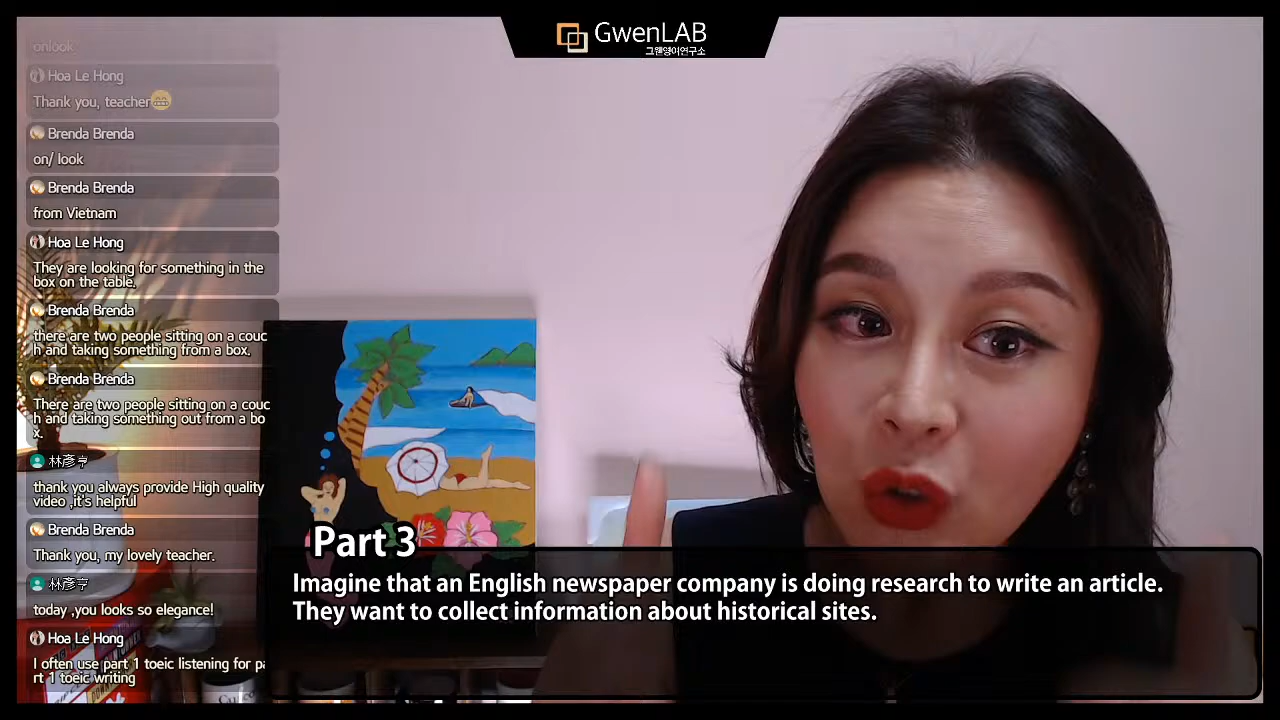 GwenLAB
그웬영어연구소
onlook
Hoa Le Hong
Thank you, teacher😁
Brenda Brenda
on/ look
Brenda Brenda
from Vietnam
Hoa Le Hong
They are looking for something in the
box on the table.
Brenda Brenda
there are two people sitting on a couc
h and taking something from a box.
Brenda Brenda
There are two people sitting on a couc
h and taking something out from a bo
x.
林彥亨
thank you always provide High quality
video ,it's helpful
Brenda Brenda
Thank you, my lovely teacher.
林彥亨
today ,you looks so elegance!
Hoa Le Hong
I often use part 1 toeic listening for pa
rt 1 toeic writing
Part 3
Imagine that an English newspaper company is doing research to write an article.
They want to collect information about historical sites.